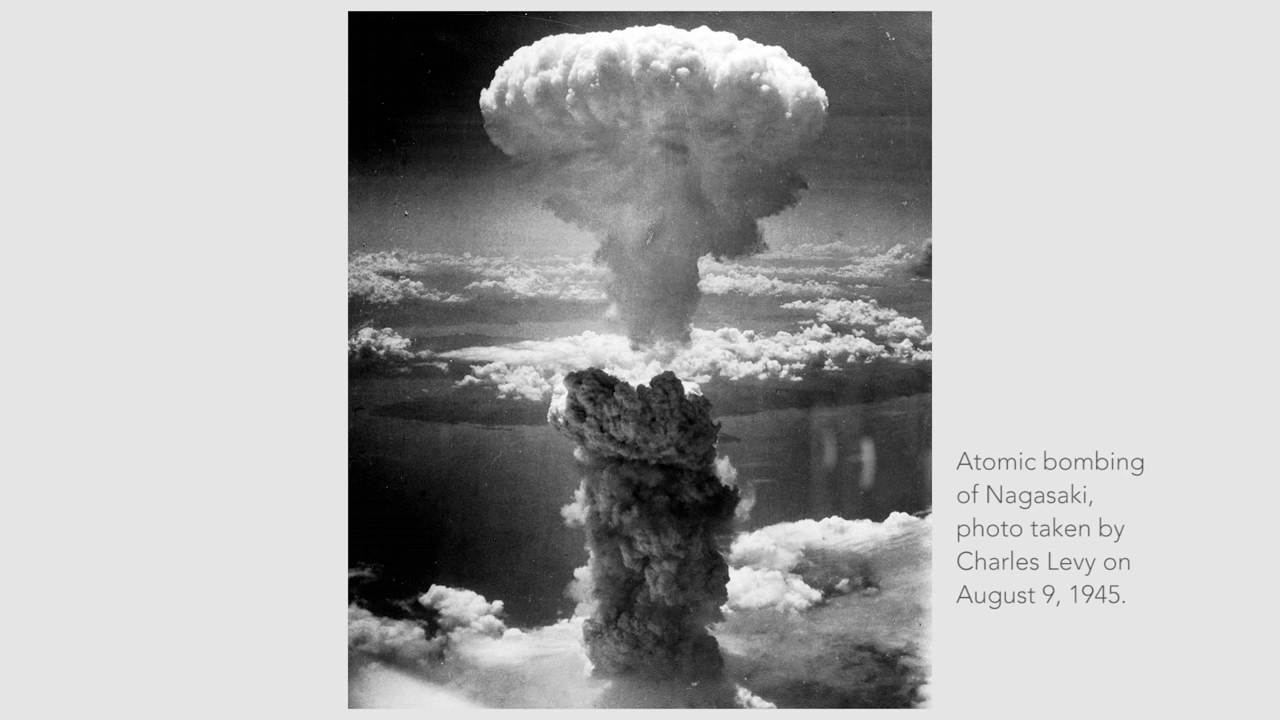 Atomic bombing
of Nagasaki,
photo taken by
Charles Levy on
August 9, 1945.